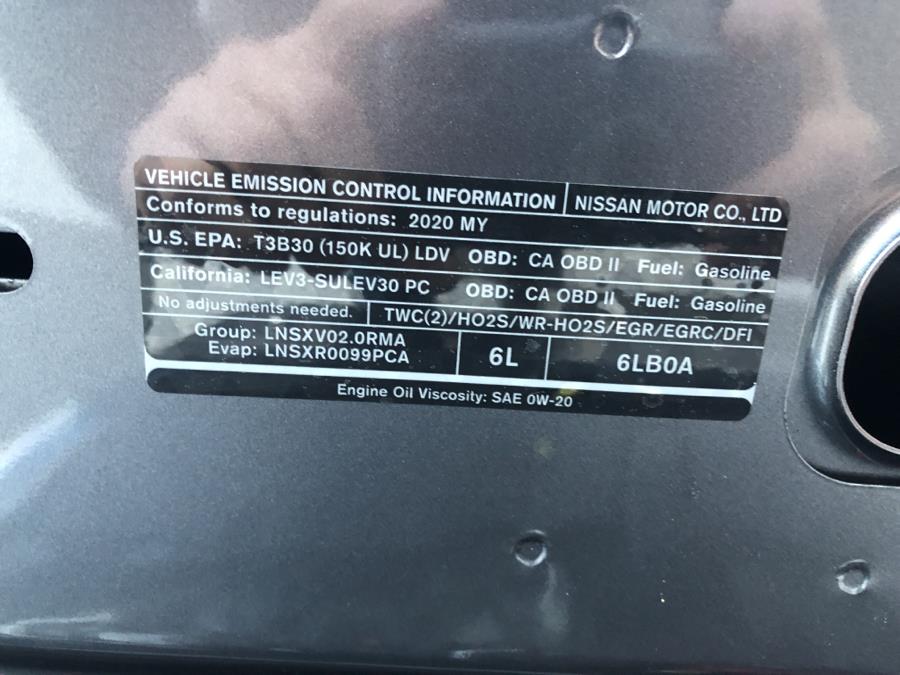 VEHICLE EMISSION CONTROL INFORMATION NISSAN MOTOR CO., LTD
Conforms to regulations: 2020 MY
U.S. EPA: T3B30 (150K UL) LDV OBD: CA OBD II Fuel: Gasoline
California: LEV3-SULEV30 PC OBD: CA OBD II Fuel: Gasoline
No adjustments needed. TWC(2)/HO2S/WR-HO2S/EGR/EGRC/DFI
Group: LNSXV02.0RMA
Evap: LNSXR0099PCA
6L 6LB0A
Engine Oil Viscosity: SAE 0W-20